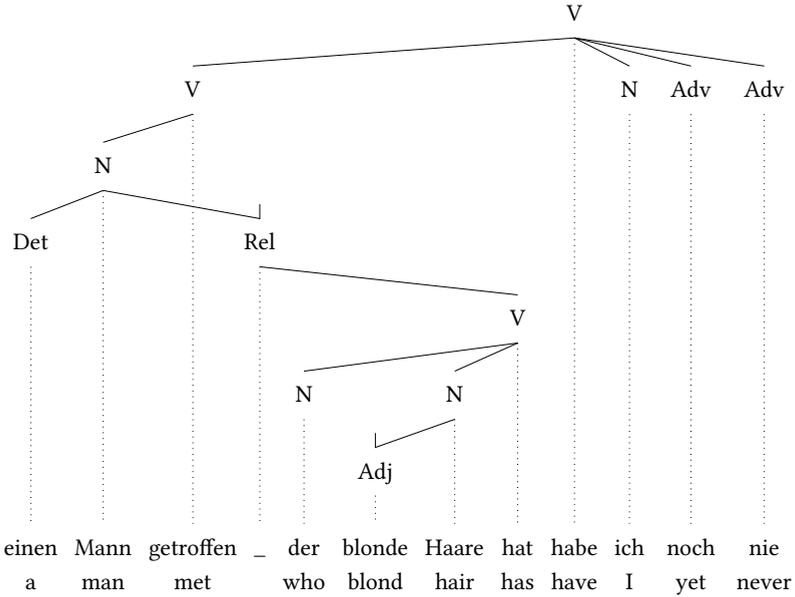 V
V N Adv Adv
N
Det Rel
V
N N
Adj
einen Mann getroffen _ der blonde Haare hat habe ich noch nie
a man met who blond hair has have I yet never